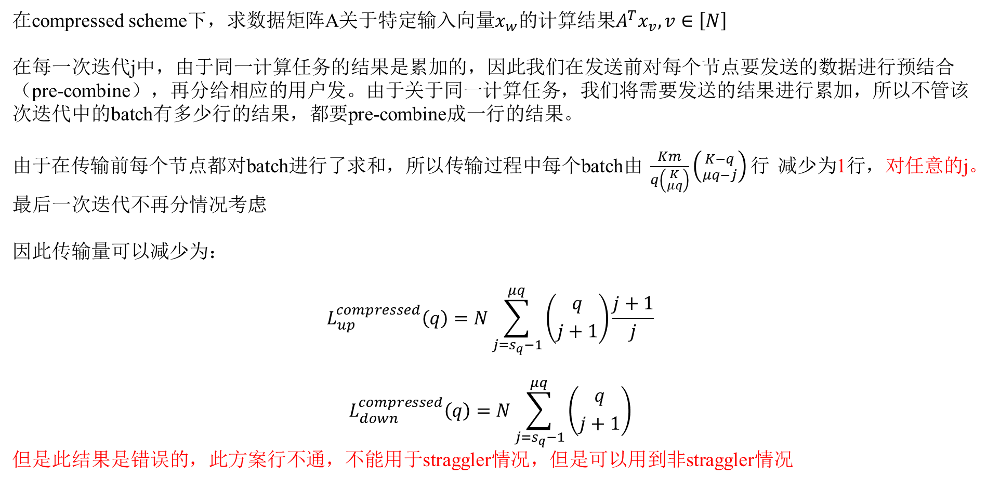 在compressed scheme下，求数据矩阵A关于特定输入向量$x_w$的计算结果$A^T x_v, v \in [N]$
在每一次迭代j中，由于同一计算任务的结果是累加的，因此我们在发送前对每个节点要发送的数据进行预结合
（pre-combine），再分给相应的用户发。由于关于同一计算任务，我们将需要发送的结果进行累加，所以不管该
次迭代中的batch有多少行的结果，都要pre-combine成一行的结果。
由于在传输前每个节点都对batch进行了求和，所以传输过程中每个batch由 $\frac{Km}{q\binom{K}{\mu q}}\binom{K-q}{\mu q-j}$ 行 减少为1行，对任意的j。
最后一次迭代不再分情况考虑
因此传输量可以减少为：
$L_{up}^{compressed}(q) = N \sum_{j=s_q-1}^{\mu q} \binom{q}{j+1} \frac{j+1}{j}$
$L_{down}^{compressed}(q) = N \sum_{j=s_q-1}^{\mu q} \binom{q}{j+1}$
但是此结果是错误的，此方案行不通，不能用于straggler情况，但是可以用到非straggler情况